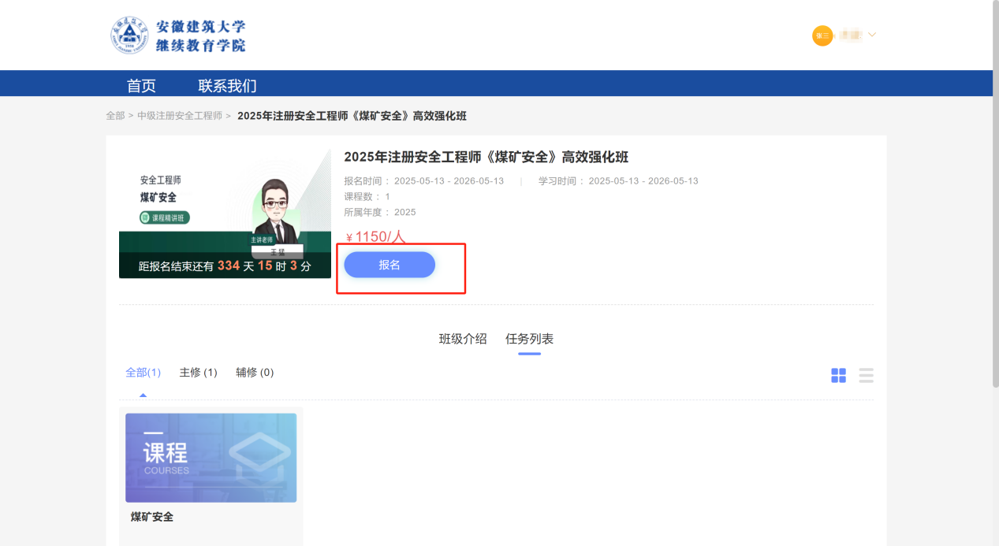 安徽建筑大学
继续教育学院
张三
首页 联系我们
全部 > 中级注册安全工程师 > 2025年注册安全工程师《煤矿安全》高效强化班
安全工程师
煤矿安全
课程精讲班
主讲老师
王猛
距报名结束还有 334 天 15 时 3 分
2025年注册安全工程师《煤矿安全》高效强化班
报名时间 : 2025-05-13 - 2026-05-13 | 学习时间 : 2025-05-13 - 2026-05-13
课程数 : 1
所属年度 : 2025
¥1150/人
报名
班级介绍 任务列表
全部(1) 主修 (1) 辅修 (0)
课程
COURSES
煤矿安全